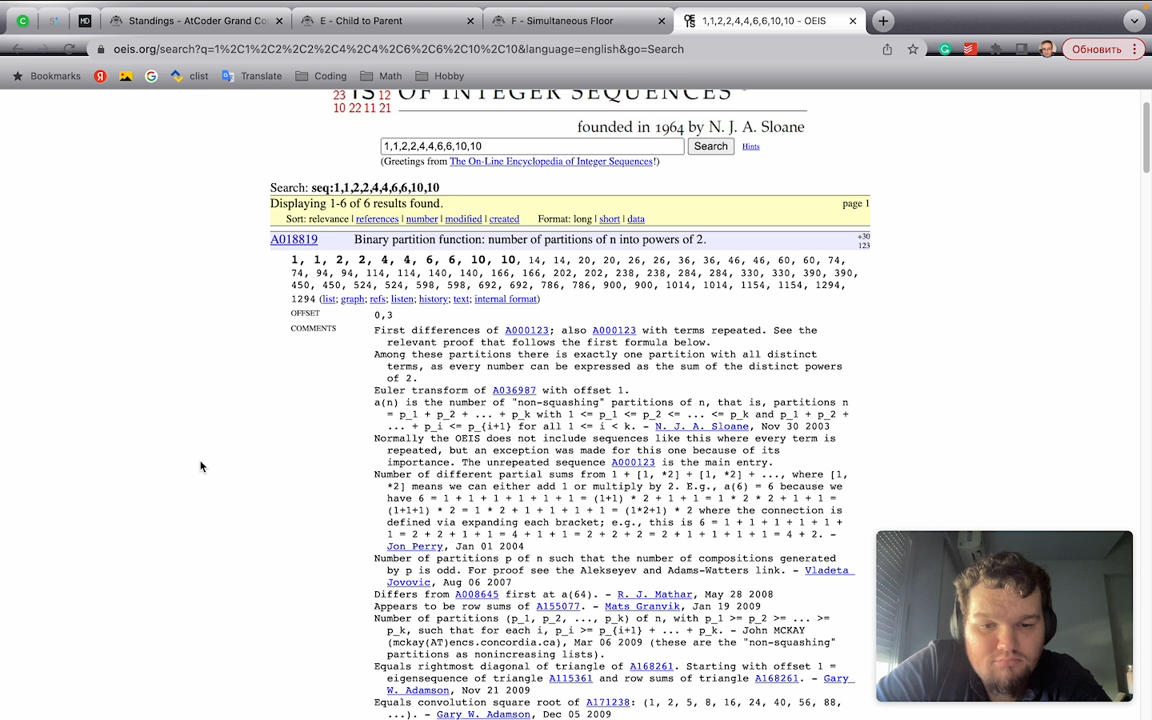 Standings - AtCoder Grand Co
E - Child to Parent
F - Simultaneous Floor
1,1,2,2,4,4,6,6,10,10 - OEIS
oeis.org/search?q=1%2C1%2C2%2C2%2C4%2C4%2C6%2C6%2C10%2C10&language=english&go=Search
Обновить
Bookmarks
clist
Translate
Coding
Math
Hobby
23 IS 12 OF INTEGER SEQUENCES
10 22 11 21
founded in 1964 by N. J. A. Sloane
1,1,2,2,4,4,6,6,10,10 Search Hints
(Greetings from The On-Line Encyclopedia of Integer Sequences!)
Search: seq:1,1,2,2,4,4,6,6,10,10
Displaying 1-6 of 6 results found. page 1
Sort: relevance | references | number | modified | created Format: long | short | data
A018819 Binary partition function: number of partitions of n into powers of 2. +30
123
1, 1, 2, 2, 4, 4, 6, 6, 10, 10, 14, 14, 20, 20, 26, 26, 36, 36, 46, 46, 60, 60, 74,
74, 94, 94, 114, 114, 140, 140, 166, 166, 202, 202, 238, 238, 284, 284, 330, 330, 390, 390,
450, 450, 524, 524, 598, 598, 692, 692, 786, 786, 900, 900, 1014, 1014, 1154, 1154, 1294,
1294 (list; graph; refs; listen; history; text; internal format)
OFFSET 0,3
COMMENTS First differences of A000123; also A000123 with terms repeated. See the
relevant proof that follows the first formula below.
Among these partitions there is exactly one partition with all distinct
terms, as every number can be expressed as the sum of the distinct powers
of 2.
Euler transform of A036987 with offset 1.
a(n) is the number of "non-squashing" partitions of n, that is, partitions n
= p_1 + p_2 + ... + p_k with 1 <= p_1 <= p_2 <= ... <= p_k and p_1 + p_2 +
... + p_i <= p_{i+1} for all 1 <= i < k. - N. J. A. Sloane, Nov 30 2003
Normally the OEIS does not include sequences like this where every term is
repeated, but an exception was made for this one because of its
importance. The unrepeated sequence A000123 is the main entry.
Number of different partial sums from 1 + [1, *2] + [1, *2] + ..., where [1,
*2] means we can either add 1 or multiply by 2. E.g., a(6) = 6 because we
have 6 = 1 + 1 + 1 + 1 + 1 + 1 = (1+1) * 2 + 1 + 1 = 1 * 2 * 2 + 1 + 1 =
(1+1+1) * 2 = 1 * 2 + 1 + 1 + 1 + 1 = (1*2+1) * 2 where the connection is
defined via expanding each bracket; e.g., this is 6 = 1 + 1 + 1 + 1 + 1 +
1 = 2 + 2 + 1 + 1 = 4 + 1 + 1 = 2 + 2 + 2 = 2 + 1 + 1 + 1 + 1 = 4 + 2. -
Jon Perry, Jan 01 2004
Number of partitions p of n such that the number of compositions generated
by p is odd. For proof see the Alekseyev and Adams-Watters link. - Vladeta
Jovovic, Aug 06 2007
Differs from A008645 first at a(64). - R. J. Mathar, May 28 2008
Appears to be row sums of A155077. - Mats Granvik, Jan 19 2009
Number of partitions (p_1, p_2, ..., p_k) of n, with p_1 >= p_2 >= ... >=
p_k, such that for each i, p_i >= p_{i+1} + ... + p_k. - John MCKAY
(mckay(AT)encs.concordia.ca), Mar 06 2009 (these are the "non-squashing"
partitions as nonincreasing lists).
Equals rightmost diagonal of triangle of A168261. Starting with offset 1 =
eigensequence of triangle A115361 and row sums of triangle A168261. - Gary
W. Adamson, Nov 21 2009
Equals convolution square root of A171238: (1, 2, 5, 8, 16, 24, 40, 56, 88,
...). - Gary W. Adamson, Dec 05 2009